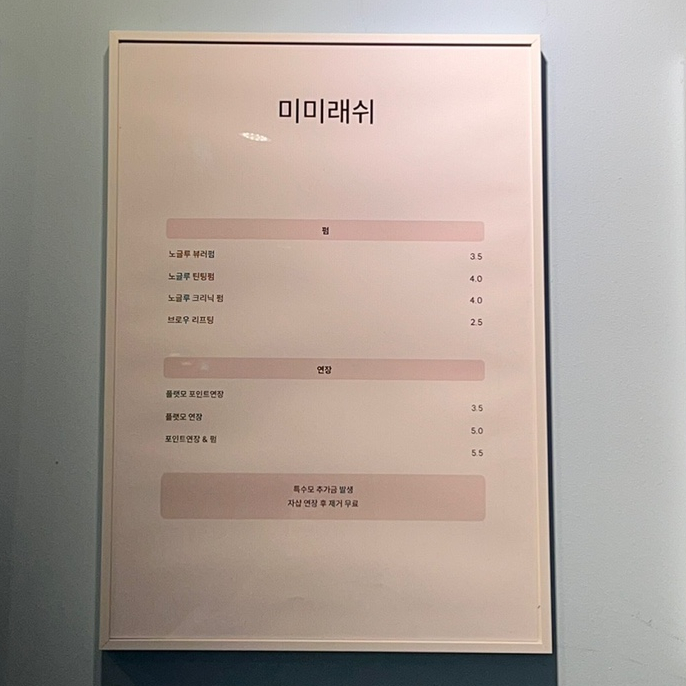 미미래쉬
펌
노글루 뷰러펌 3.5
노글루 틴팅펌 4.0
노글루 크리닉 펌 4.0
브로우 리프팅 2.5
연장
플랫모 포인트연장 3.5
플랫모 연장 5.0
포인트연장 & 펌 5.5
특수모 추가금 발생
자샵 연장 후 제거 무료